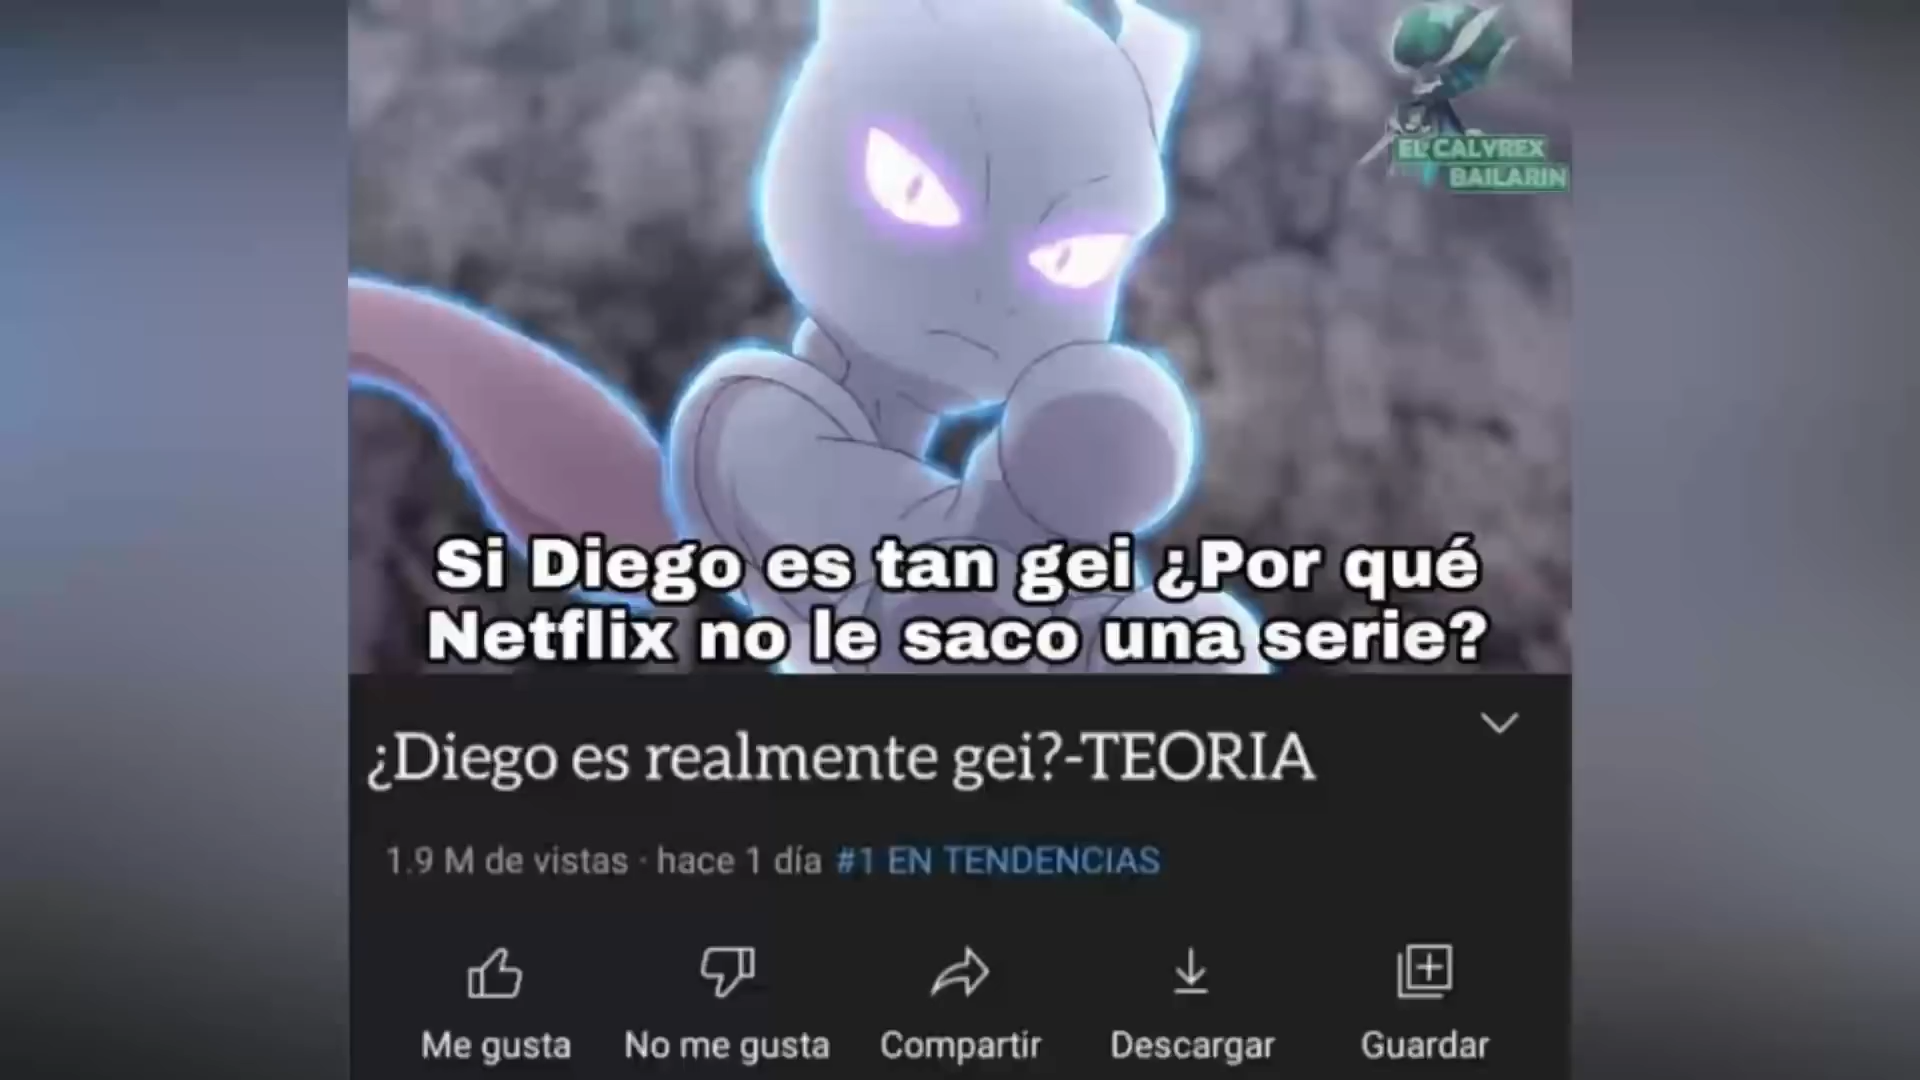 EL CALYREX
BAILARIN
Si Diego es tan gei ¿Por qué
Netflix no le saco una serie?
¿Diego es realmente gei?-TEORIA
1.9 M de vistas · hace 1 día #1 EN TENDENCIAS
Me gusta No me gusta Compartir Descargar Guardar